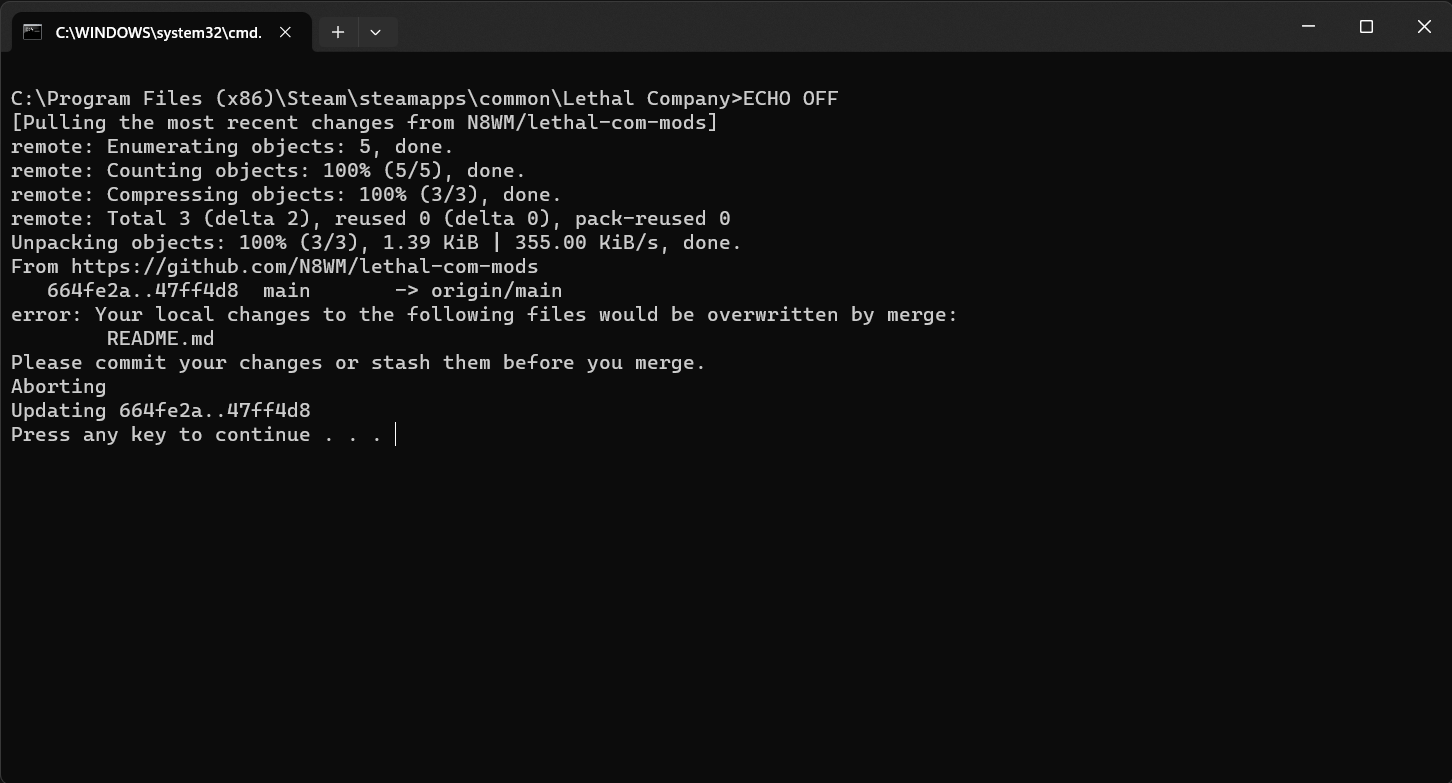 C:\WINDOWS\system32\cmd.
C:\Program Files (x86)\Steam\steamapps\common\Lethal Company>ECHO OFF
[Pulling the most recent changes from N8WM/lethal-com-mods]
remote: Enumerating objects: 5, done.
remote: Counting objects: 100% (5/5), done.
remote: Compressing objects: 100% (3/3), done.
remote: Total 3 (delta 2), reused 0 (delta 0), pack-reused 0
Unpacking objects: 100% (3/3), 1.39 KiB | 355.00 KiB/s, done.
From https://github.com/N8WM/lethal-com-mods
   664fe2a..47ff4d8  main       -> origin/main
error: Your local changes to the following files would be overwritten by merge:
        README.md
Please commit your changes or stash them before you merge.
Aborting
Updating 664fe2a..47ff4d8
Press any key to continue . . .